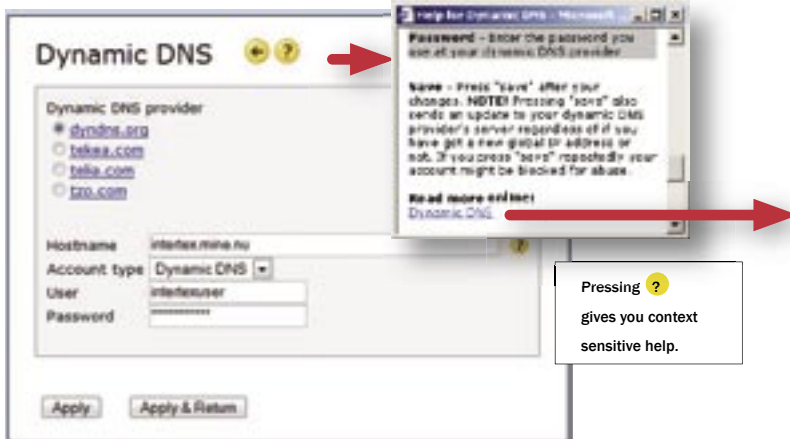 Dynamic DNS
?
Dynamic DNS provider
dyndns.org
tekea.com
telia.com
tzo.com
Hostname
intertex.mine.nu
?
Account type
Dynamic DNS
User
intertexuser
Password
***********
Apply
Apply & Return
Help for Dynamic DNS - Microsoft
Password - Enter the password you
use at your dynamic DNS provider
Save - Press "save" after your
changes. NOTE! Pressing "save" also
sends an update to your dynamic DNS
provider's server regardless of if you
have got a new global IP address or
not. If you press "save" repeatedly your
account might be blocked for abuse.
Read more online:
Dynamic DNS
Pressing ?
gives you context
sensitive help.